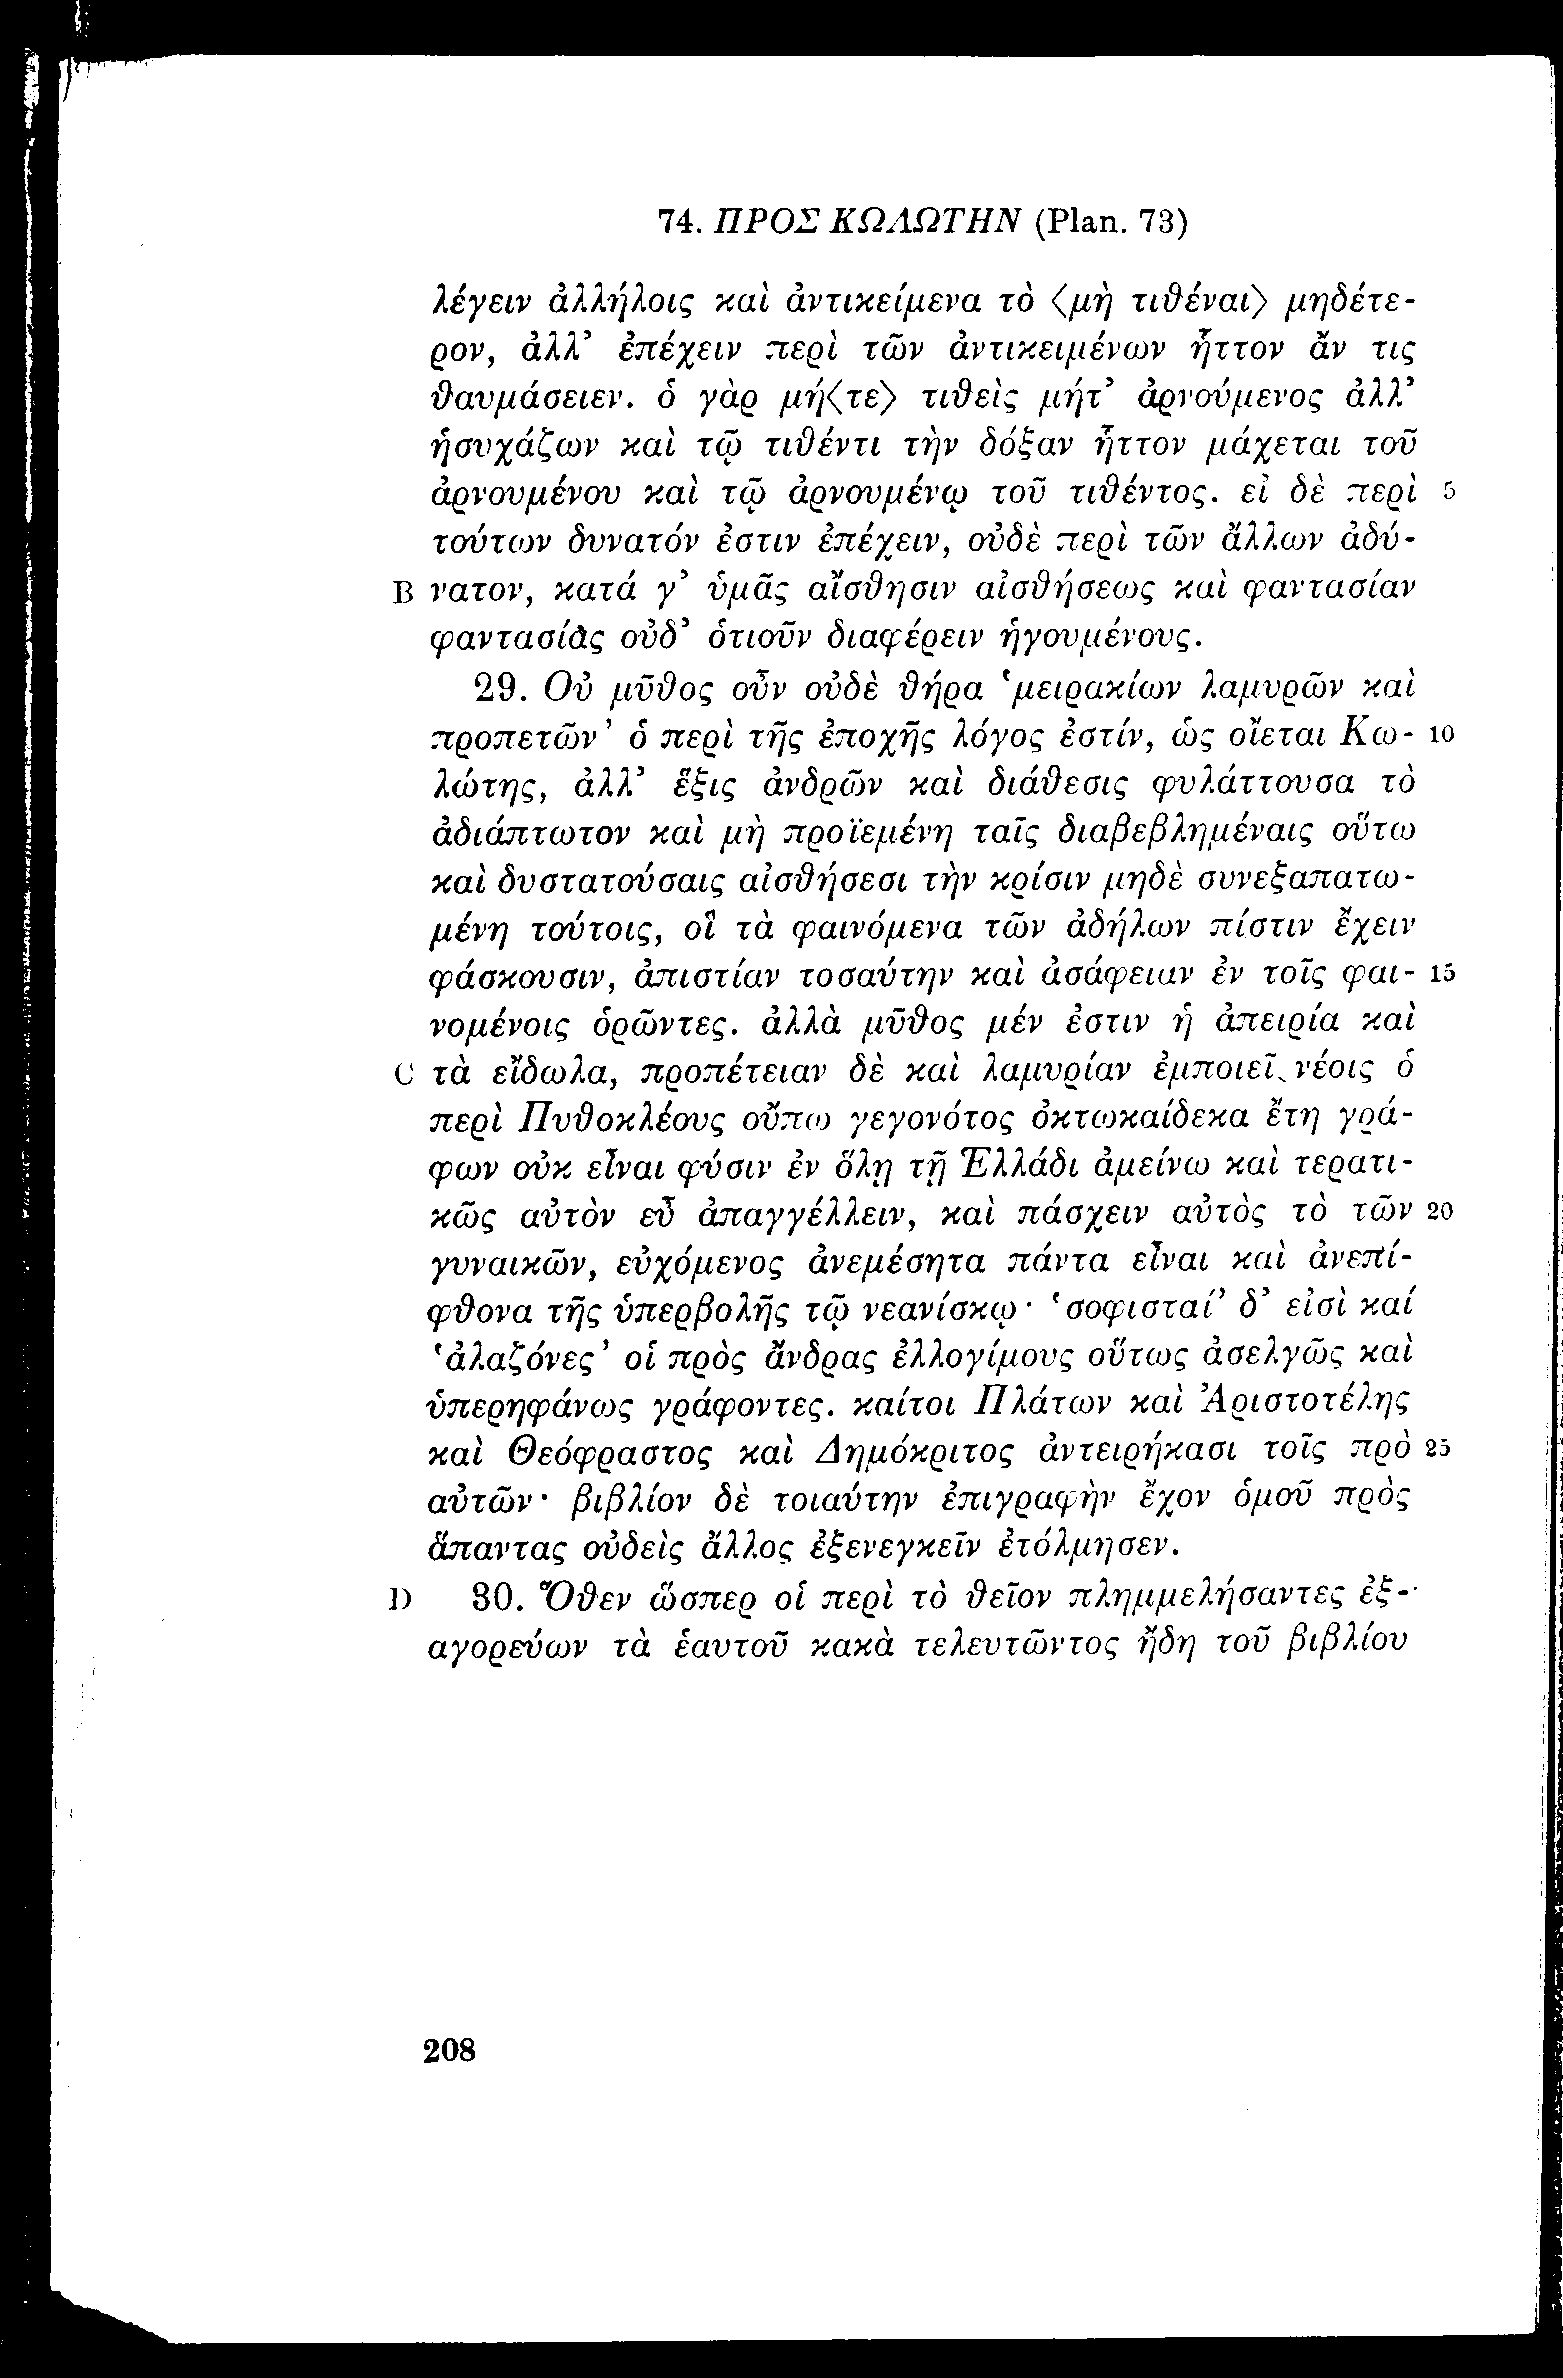 74. ΠΡΟΣ ΚΩΛΩΤΗΝ (Plan. 73)
λέγειν ἀλλήλοις καὶ ἀντικείμενα τὸ 〈μὴ τιθέναι〉 μηδέτε-
ρον, ἀλλ’ ἐπέχειν περὶ τῶν ἀντικειμένων ἧττον ἄν τις
θαυμάσειεν. ὁ γὰρ μή〈τε〉 τιθεὶς μήτ’ ἀρνούμενος ἀλλ’
ἡσυχάζων καὶ τῷ τιθέντι τὴν δόξαν ἧττον μάχεται τοῦ
ἀρνουμένου καὶ τῷ ἀρνουμένῳ τοῦ τιθέντος. εἰ δὲ περὶ 5
τούτων δυνατόν ἐστιν ἐπέχειν, οὐδὲ περὶ τῶν ἄλλων ἀδύ-
B νατον, κατά γ’ ὑμᾶς αἴσθησιν αἰσθήσεως καὶ φαντασίαν
φαντασίας οὐδ’ ὁτιοῦν διαφέρειν ἡγουμένους.
29. Οὐ μῦθος οὖν οὐδὲ θήρα ‘μειρακίων λαμυρῶν καὶ
προπετῶν’ ὁ περὶ τῆς ἐποχῆς λόγος ἐστίν, ὡς οἴεται Κω- 10
λώτης, ἀλλ’ ἕξις ἀνδρῶν καὶ διάθεσις φυλάττουσα τὸ
ἀδιάπτωτον καὶ μὴ προϊεμένη ταῖς διαβεβλημέναις οὕτω
καὶ δυστατούσαις αἰσθήσεσι τὴν κρίσιν μηδὲ συνεξαπατω-
μένη τούτοις, οἳ τὰ φαινόμενα τῶν ἀδήλων πίστιν ἔχειν
φάσκουσιν, ἀπιστίαν τοσαύτην καὶ ἀσάφειαν ἐν τοῖς φαι- 15
νομένοις ὁρῶντες. ἀλλὰ μῦθος μέν ἐστιν ἡ ἀπειρία καὶ
C τὰ εἴδωλα, προπέτειαν δὲ καὶ λαμυρίαν ἐμποιεῖ νέοις ὁ
περὶ Πυθοκλέους οὔπω γεγονότος ὀκτωκαίδεκα ἔτη γρά-
φων οὐκ εἶναι φύσιν ἐν ὅλῃ τῇ Ἑλλάδι ἀμείνω καὶ τερατι-
κῶς αὐτὸν εὖ ἀπαγγέλλειν, καὶ πάσχειν αὐτὸς τὸ τῶν 20
γυναικῶν, εὐχόμενος ἀνεμέσητα πάντα εἶναι καὶ ἀνεπί-
φθονα τῆς ὑπερβολῆς τῷ νεανίσκῳ· ‘σοφισταί’ δ’ εἰσὶ καί
‘ἀλαζόνες’ οἱ πρὸς ἄνδρας ἐλλογίμους οὕτως ἀσελγῶς καὶ
ὑπερηφάνως γράφοντες. καίτοι Πλάτων καὶ Ἀριστοτέλης
καὶ Θεόφραστος καὶ Δημόκριτος ἀντειρήκασι τοῖς πρὸ 25
αὐτῶν· βιβλίον δὲ τοιαύτην ἐπιγραφὴν ἔχον ὁμοῦ πρὸς
ἅπαντας οὐδεὶς ἄλλος ἐξενεγκεῖν ἐτόλμησεν.
D 30. Ὅθεν ὥσπερ οἱ περὶ τὸ θεῖον πλημμελήσαντες ἐξ-
αγορεύων τὰ ἑαυτοῦ κακὰ τελευτῶντος ἤδη τοῦ βιβλίου
208